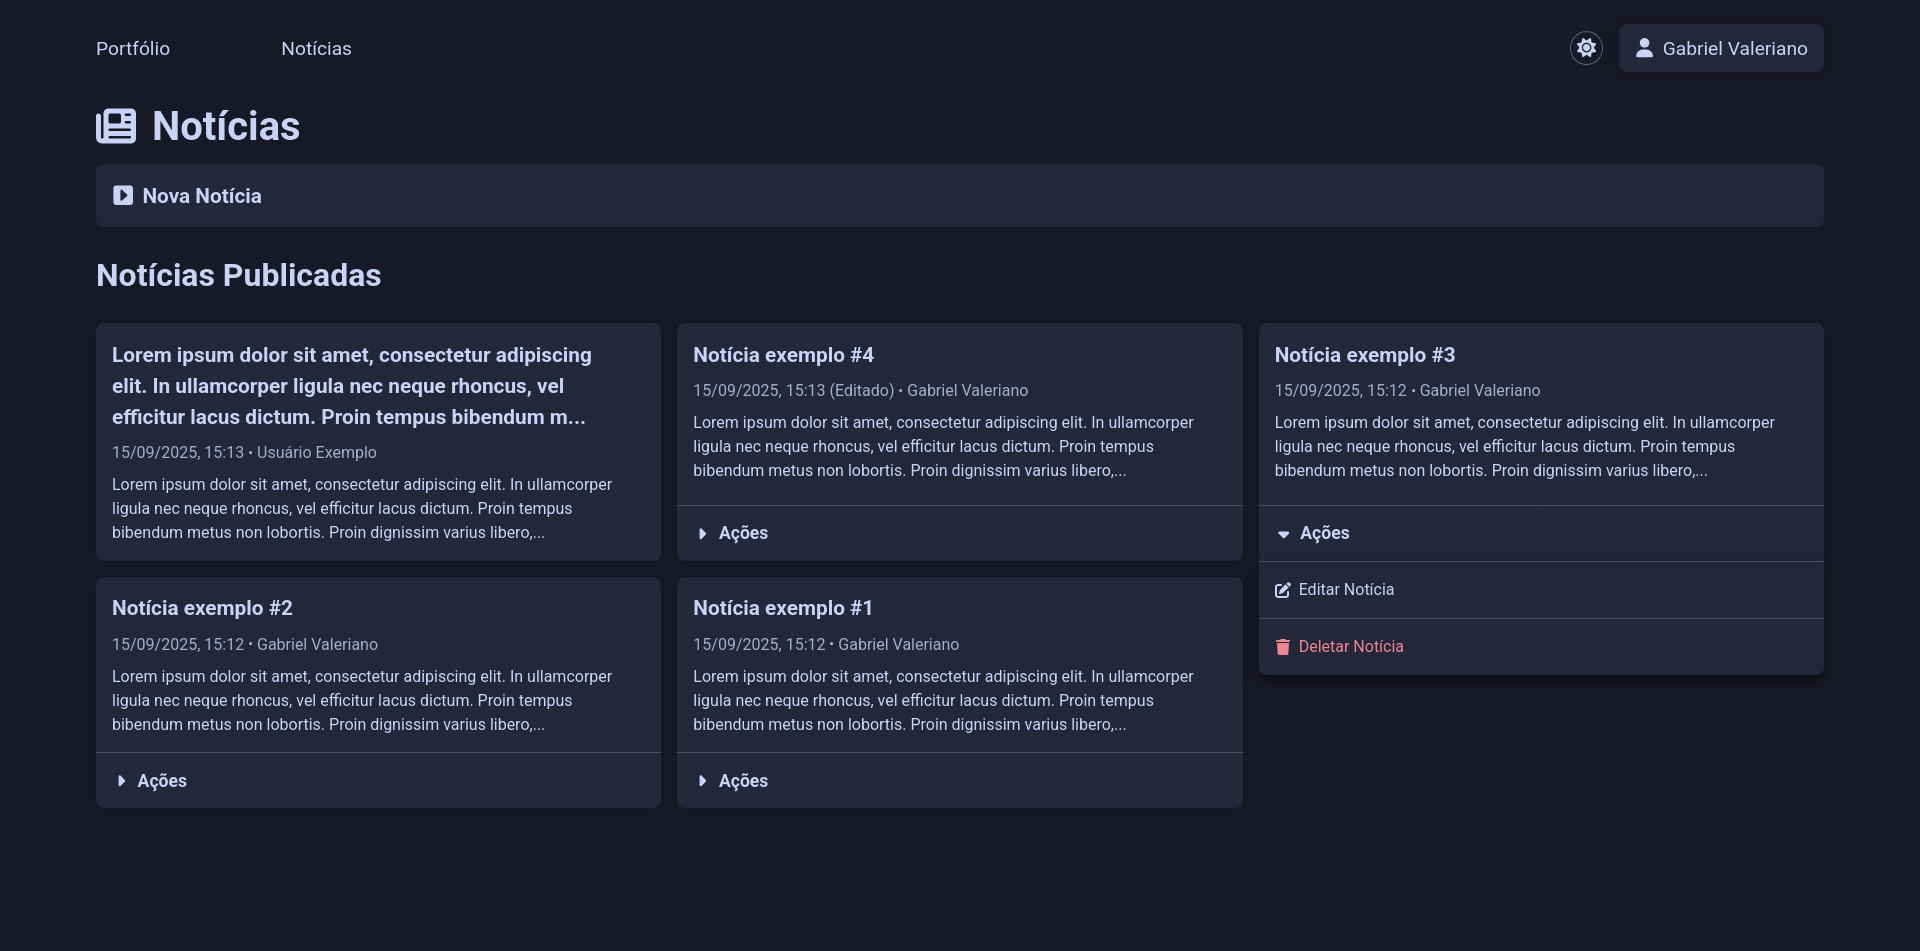 Portfólio
Notícias
Gabriel Valeriano
Notícias
Nova Notícia
Notícias Publicadas
Lorem ipsum dolor sit amet, consectetur adipiscing
elit. In ullamcorper ligula nec neque rhoncus, vel
efficitur lacus dictum. Proin tempus bibendum m...
15/09/2025, 15:13 • Usuário Exemplo
Lorem ipsum dolor sit amet, consectetur adipiscing elit. In ullamcorper
ligula nec neque rhoncus, vel efficitur lacus dictum. Proin tempus
bibendum metus non lobortis. Proin dignissim varius libero,...
Notícia exemplo #4
15/09/2025, 15:13 (Editado) • Gabriel Valeriano
Lorem ipsum dolor sit amet, consectetur adipiscing elit. In ullamcorper
ligula nec neque rhoncus, vel efficitur lacus dictum. Proin tempus
bibendum metus non lobortis. Proin dignissim varius libero,...
Ações
Notícia exemplo #3
15/09/2025, 15:12 • Gabriel Valeriano
Lorem ipsum dolor sit amet, consectetur adipiscing elit. In ullamcorper
ligula nec neque rhoncus, vel efficitur lacus dictum. Proin tempus
bibendum metus non lobortis. Proin dignissim varius libero,...
Ações
Editar Notícia
Deletar Notícia
Notícia exemplo #2
15/09/2025, 15:12 • Gabriel Valeriano
Lorem ipsum dolor sit amet, consectetur adipiscing elit. In ullamcorper
ligula nec neque rhoncus, vel efficitur lacus dictum. Proin tempus
bibendum metus non lobortis. Proin dignissim varius libero,...
Ações
Notícia exemplo #1
15/09/2025, 15:12 • Gabriel Valeriano
Lorem ipsum dolor sit amet, consectetur adipiscing elit. In ullamcorper
ligula nec neque rhoncus, vel efficitur lacus dictum. Proin tempus
bibendum metus non lobortis. Proin dignissim varius libero,...
Ações